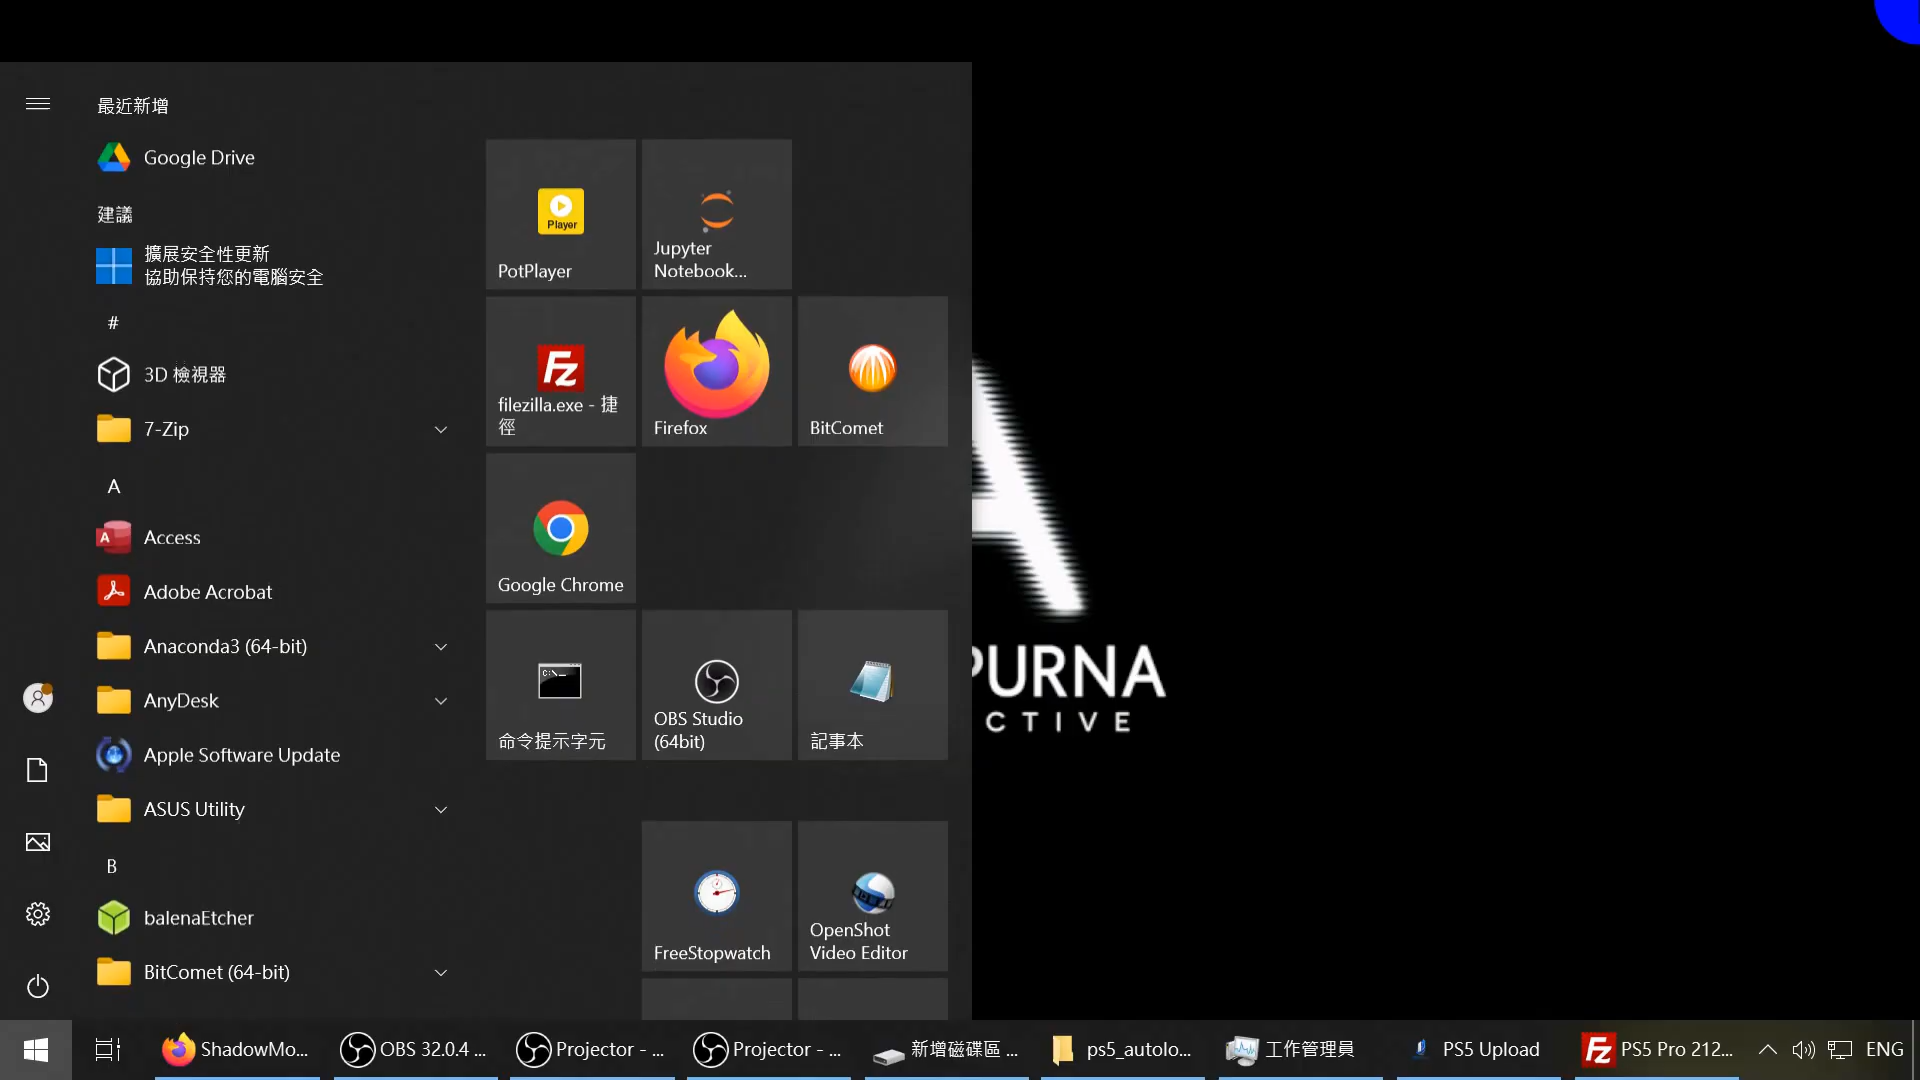 最近新增
Google Drive
建議
擴展安全性更新
協助保持您的電腦安全
#
3D 檢視器
7-Zip
A
Access
Adobe Acrobat
Anaconda3 (64-bit)
AnyDesk
Apple Software Update
ASUS Utility
B
balenaEtcher
BitComet (64-bit)
Player
PotPlayer
Jupyter
Notebook...
Fz
filezilla.exe - 捷
徑
Firefox
BitComet
Google Chrome
C:\_
命令提示字元
OBS Studio
(64bit)
記事本
FreeStopwatch
OpenShot
Video Editor
A
PURNA
CTIVE
ShadowMo...
OBS 32.0.4 ...
Projector - ...
Projector - ...
新增磁碟區 ...
ps5_autolo...
工作管理員
PS5 Upload
Fz
PS5 Pro 212...
ENG